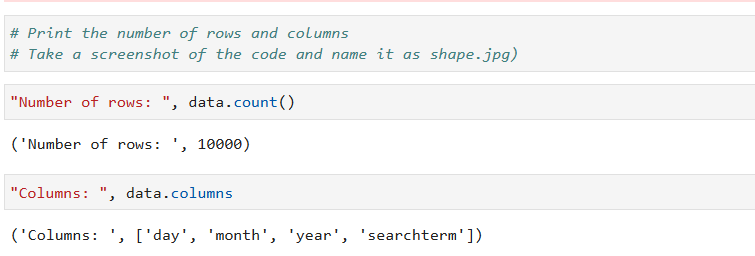 # Print the number of rows and columns
# Take a screenshot of the code and name it as shape.jpg)
"Number of rows: ", data.count()
('Number of rows: ', 10000)
"Columns: ", data.columns
('Columns: ', ['day', 'month', 'year', 'searchterm'])